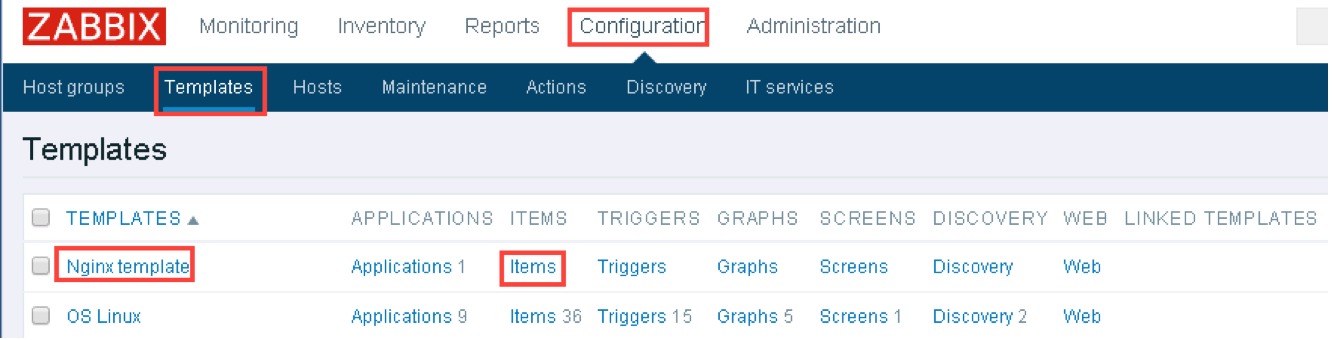 ZABBIX Monitoring Inventory Reports Configuration Administration
Host groups Templates Hosts Maintenance Actions Discovery IT services
Templates
TEMPLATES ▲ APPLICATIONS ITEMS TRIGGERS GRAPHS SCREENS DISCOVERY WEB LINKED TEMPLATES
Nginx template Applications 1 Items Triggers Graphs Screens Discovery Web
OS Linux Applications 9 Items 36 Triggers 15 Graphs 5 Screens 1 Discovery 2 Web